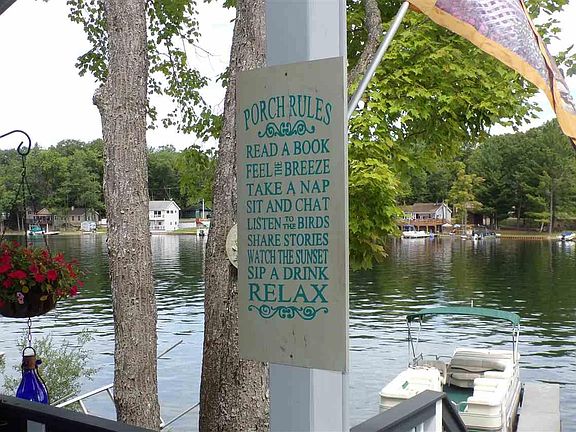 PORCH RULES
READ A BOOK
FEEL THE BREEZE
TAKE A NAP
SIT AND CHAT
LISTEN TO THE BIRDS
SHARE STORIES
WATCH THE SUNSET
SIP A DRINK
RELAX